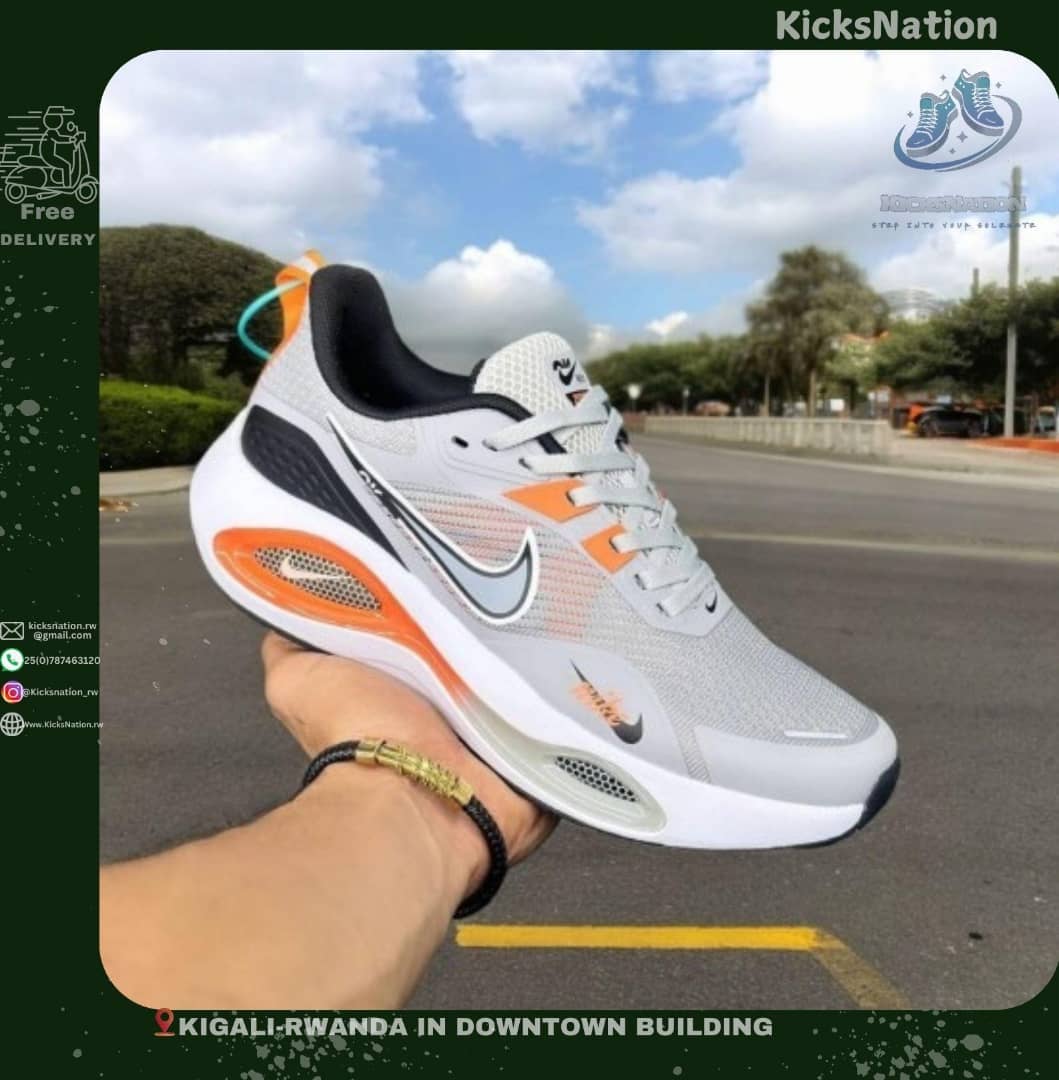 KicksNation
KICKSNATION
Free
DELIVERY
kicksnation.rw
@gmail.com
25(0)787463120
@Kicksnation_rw
Www.KicksNation.rw
KIGALI-RWANDA IN DOWNTOWN BUILDING